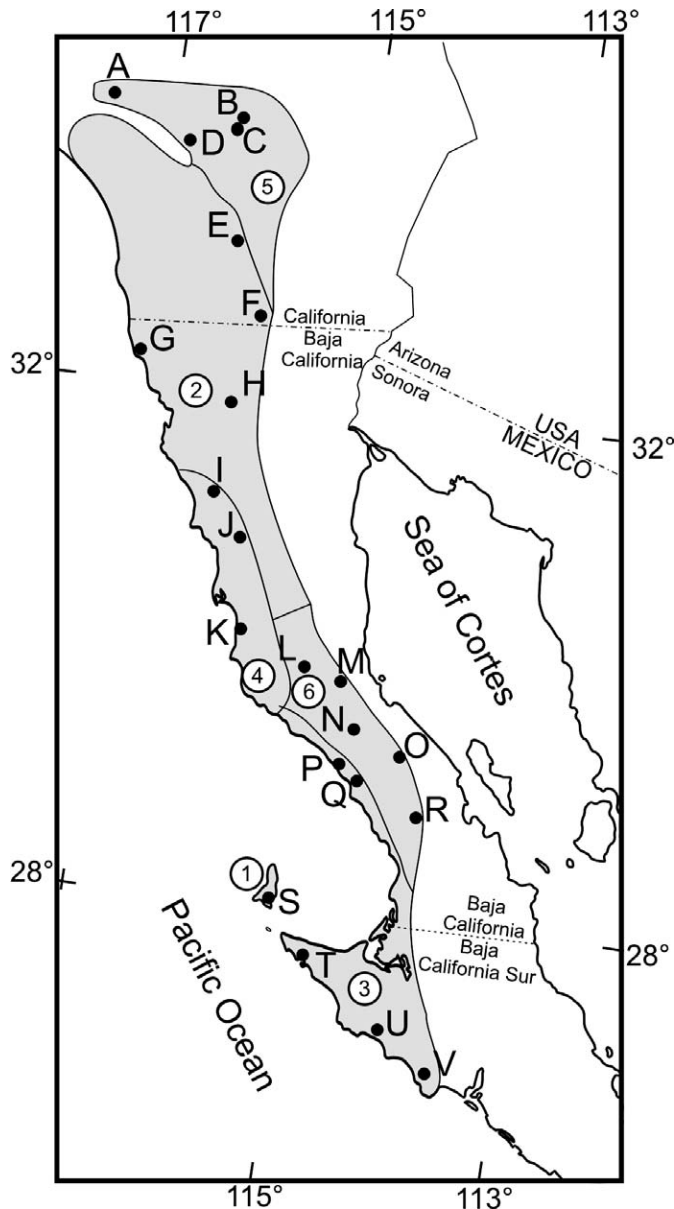 117°
115°
113°
A
B
C
D
5
E
F
California
Baja
California
G
Arizona
Sonora
32°
2
H
USA
MEXICO
32°
I
J
Sea of Cortes
K
L
M
4
6
N
O
P
Q
R
28°
1
S
Baja
California
Baja
California Sur
28°
Pacific Ocean
T
3
U
V
115°
113°